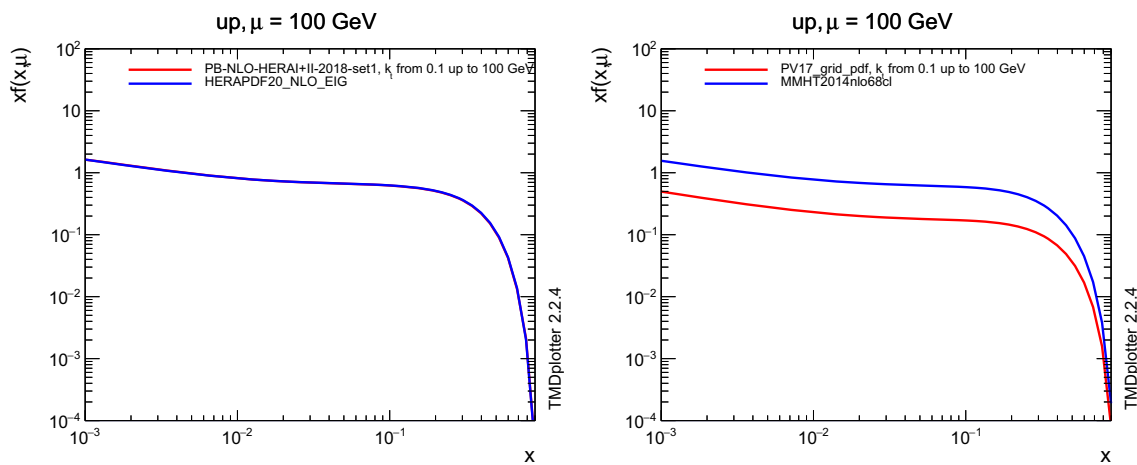 up, μ = 100 GeV
xf(x,μ)
PB-NLO-HERAI+II-2018-set1, kₜ from 0.1 up to 100 GeV
HERAPDF20_NLO_EIG
10²
10
1
10⁻¹
10⁻²
10⁻³
10⁻⁴
10⁻³
10⁻²
10⁻¹
x
TMDplotter 2.2.4
up, μ = 100 GeV
xf(x,μ)
PV17_grid_pdf, kₜ from 0.1 up to 100 GeV
MMHT2014nlo68cl
10²
10
1
10⁻¹
10⁻²
10⁻³
10⁻⁴
10⁻³
10⁻²
10⁻¹
x
TMDplotter 2.2.4